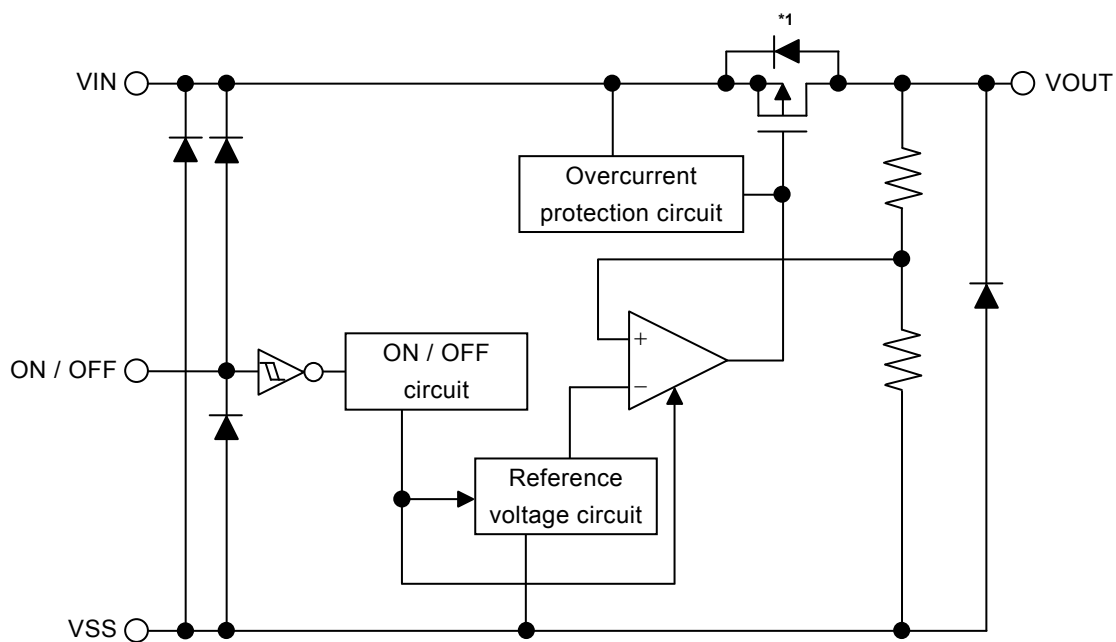 *1
VIN
VOUT
Overcurrent
protection circuit
+
−
ON / OFF
ON / OFF
circuit
Reference
voltage circuit
VSS